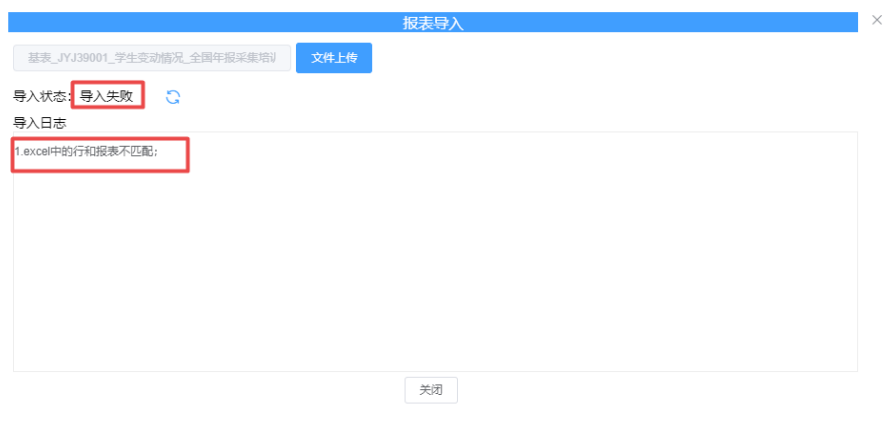 报表导入
基表_JYJ39001_学生变动情况_全国年报采集培训
文件上传
导入状态: 导入失败
导入日志
1.excel中的行和报表不匹配;
关闭